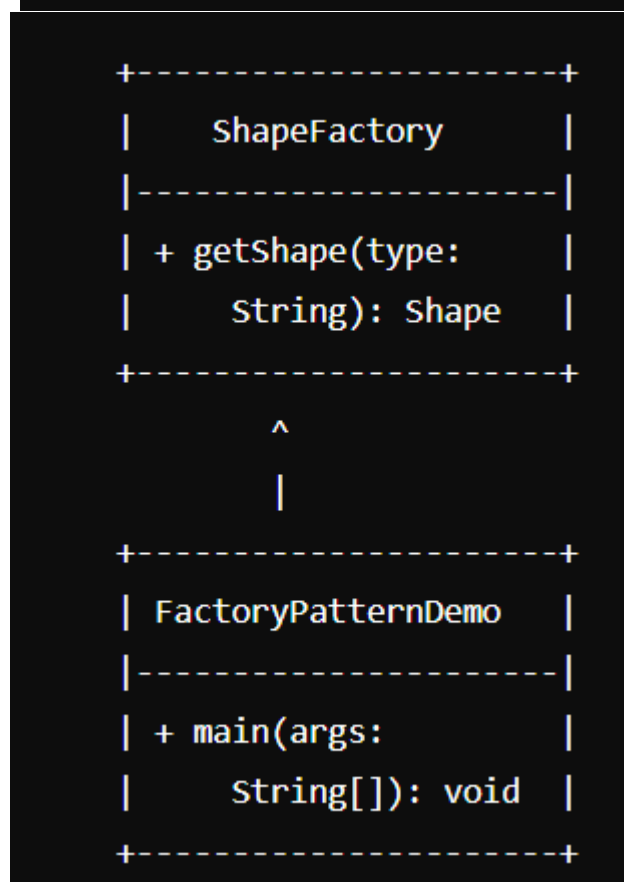 +----------------------+
|    ShapeFactory      |
|----------------------|
| + getShape(type:     |
|     String): Shape   |
+----------------------+
        ^
        |
+----------------------+
| FactoryPatternDemo   |
|----------------------|
| + main(args:         |
|     String[]): void  |
+----------------------+